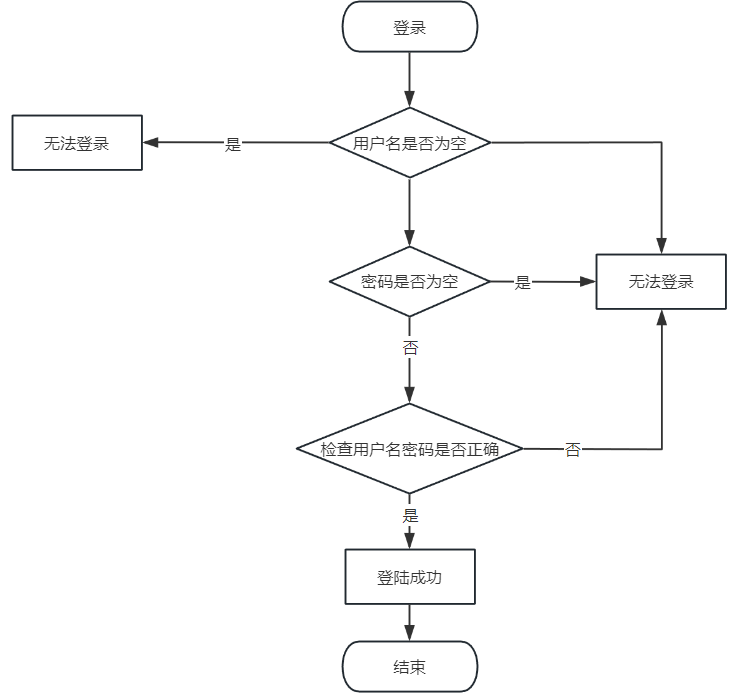 登录
无法登录
是
用户名是否为空
密码是否为空
是
无法登录
否
检查用户名密码是否正确
否
是
登陆成功
结束